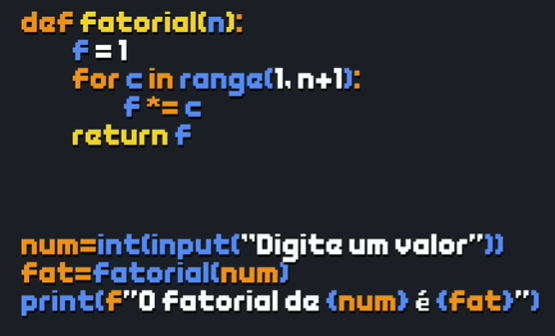 def fatorial(n):
f = 1
for c in range(1, n+1):
f *= c
return f
num=int(input("Digite um valor"))
fat=fatorial(num)
print(f"O fatorial de {num} é {fat}")